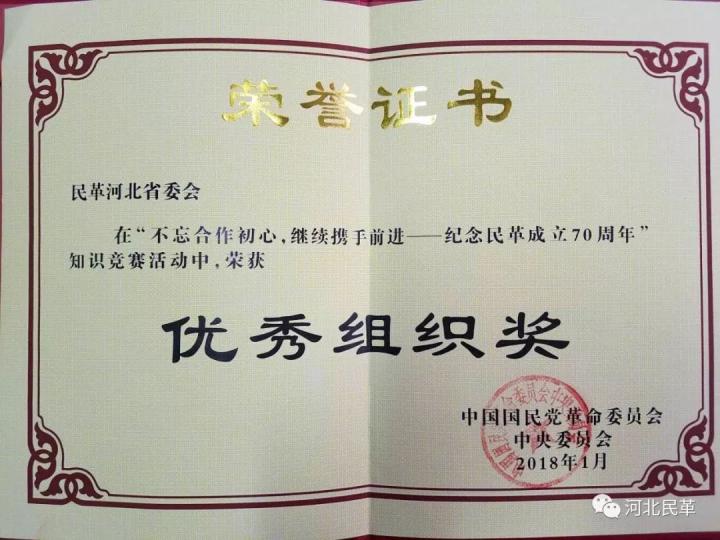 荣誉证书
民革河北省委会
在“不忘合作初心,继续携手前进——纪念民革成立70周年”
知识竞赛活动中,荣获
优秀组织奖
中国国民党革命委员会
中央委员会
2018年1月
河北民革